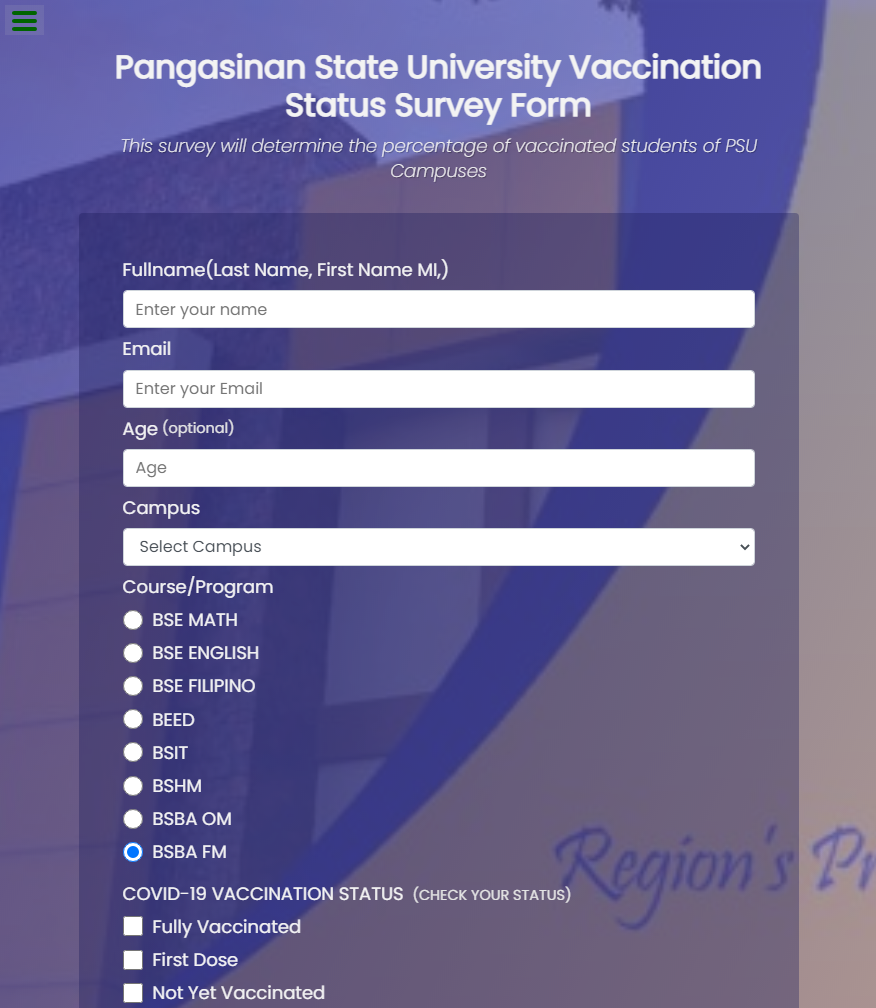 Pangasinan State University Vaccination
Status Survey Form
This survey will determine the percentage of vaccinated students of PSU
Campuses
Fullname(Last Name, First Name MI,)
Enter your name
Email
Enter your Email
Age (optional)
Age
Campus
Select Campus
Course/Program
BSE MATH
BSE ENGLISH
BSE FILIPINO
BEED
BSIT
BSHM
BSBA OM
BSBA FM
Region's
COVID-19 VACCINATION STATUS (CHECK YOUR STATUS)
Fully Vaccinated
First Dose
Not Yet Vaccinated